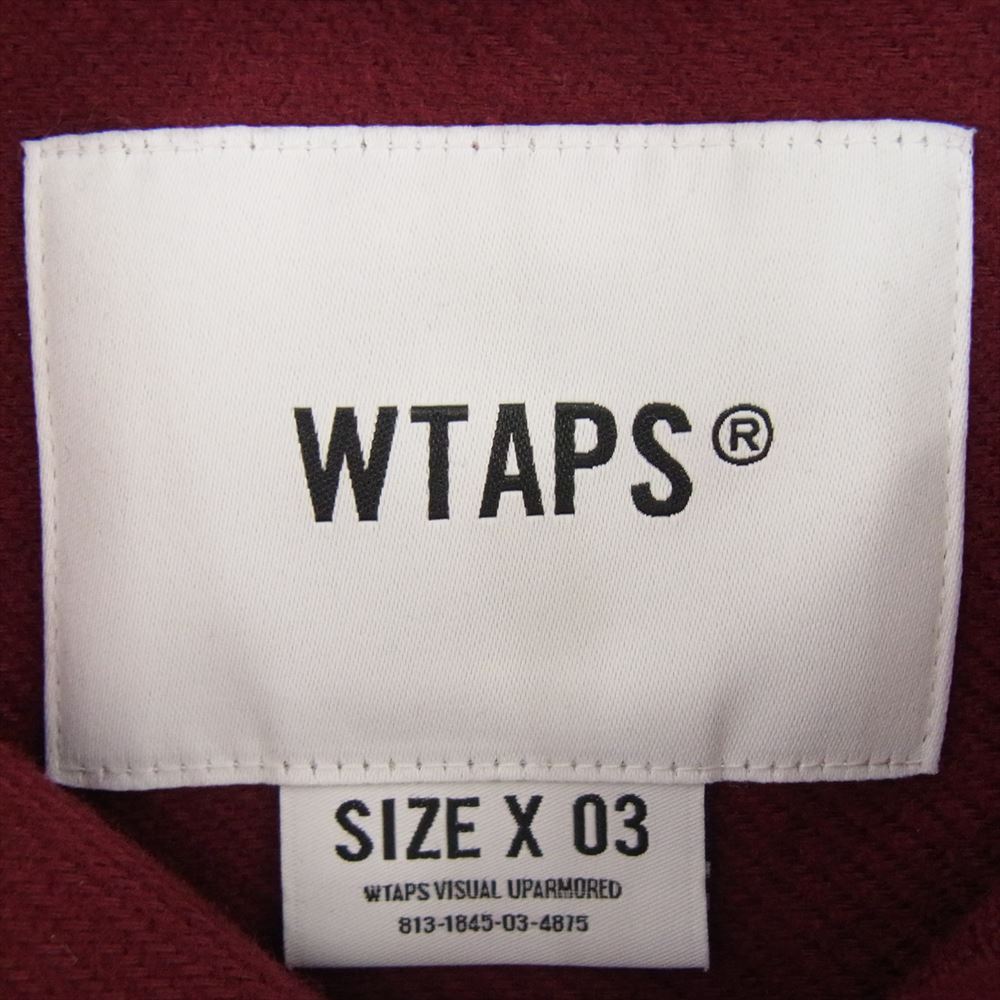 WTAPS®
SIZE X 03
WTAPS VISUAL UPARMORED
813-1845-03-4875